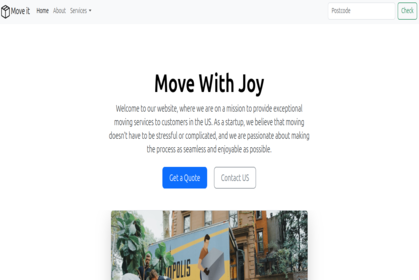 Move it Home About Services Postcode Check
Move With Joy
Welcome to our website, where we are on a mission to provide exceptional
moving services to customers in the US. As a startup, we believe that moving
doesn't have to be stressful or complicated, and we are passionate about making
the process as seamless and enjoyable as possible.
Get a Quote Contact US
OPOLIS